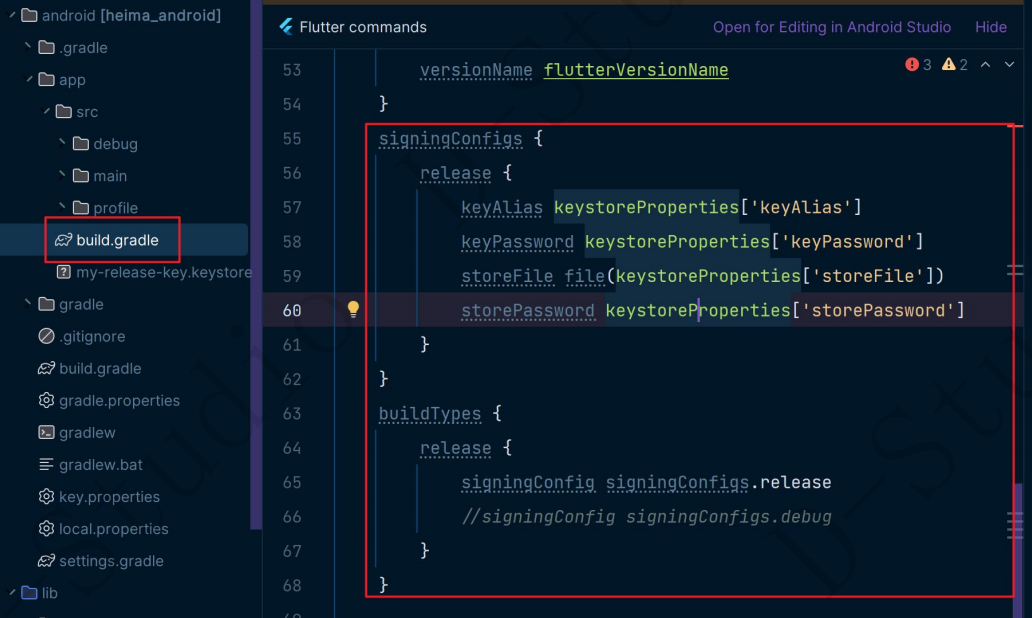 android [heima_android]
.gradle
app
src
debug
main
profile
build.gradle
my-release-key.keystore
gradle
.gitignore
build.gradle
gradle.properties
gradlew
gradlew.bat
key.properties
local.properties
settings.gradle
lib
Flutter commands
Open for Editing in Android Studio Hide
3 2
53 versionName flutterVersionName
54 }
55 signingConfigs {
56 release {
57 keyAlias keystoreProperties['keyAlias']
58 keyPassword keystoreProperties['keyPassword']
59 storeFile file(keystoreProperties['storeFile'])
60 storePassword keystoreProperties['storePassword']
61 }
62 }
63 buildTypes {
64 release {
65 signingConfig signingConfigs.release
66 //signingConfig signingConfigs.debug
67 }
68 }